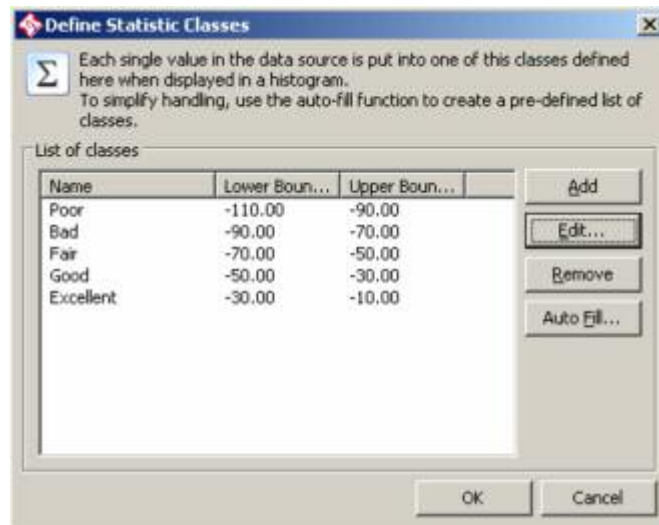 Define Statistic Classes
Σ
Each single value in the data source is put into one of this classes defined
here when displayed in a histogram.
To simplify handling, use the auto-fill function to create a pre-defined list of
classes.
List of classes
Name Lower Boun... Upper Boun...
Poor -110.00 -90.00
Bad -90.00 -70.00
Fair -70.00 -50.00
Good -50.00 -30.00
Excellent -30.00 -10.00
Add
Edit...
Remove
Auto Fill...
OK Cancel